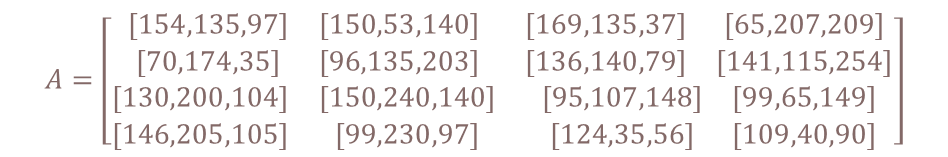 [154,135,97] [150,53,140] [169,135,37] [65,207,209]
A = [70,174,35] [96,135,203] [136,140,79] [141,115,254]
[130,200,104] [150,240,140] [95,107,148] [99,65,149]
[146,205,105] [99,230,97] [124,35,56] [109,40,90]